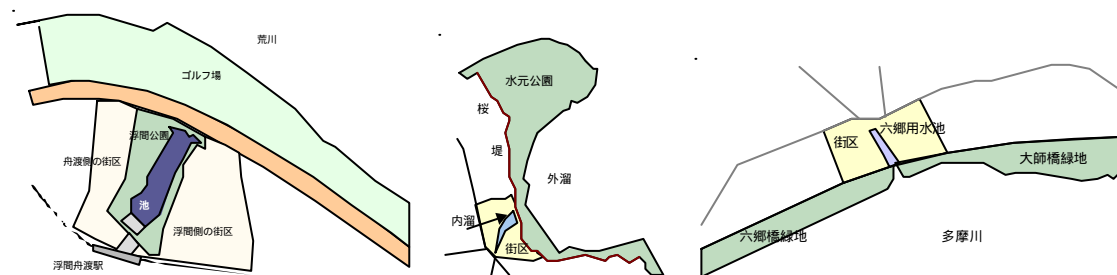 荒川
ゴルフ場
浮間公園
舟渡側の街区
池
浮間側の街区
浮間舟渡駅
水元公園
桜
堤
外溜
内溜
街区
街区
六郷用水池
大師橋緑地
六郷橋緑地
多摩川